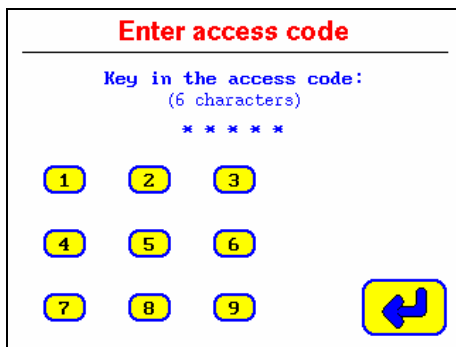 Enter access code
Key in the access code:
(6 characters)
* * * * *
1 2 3
4 5 6
7 8 9